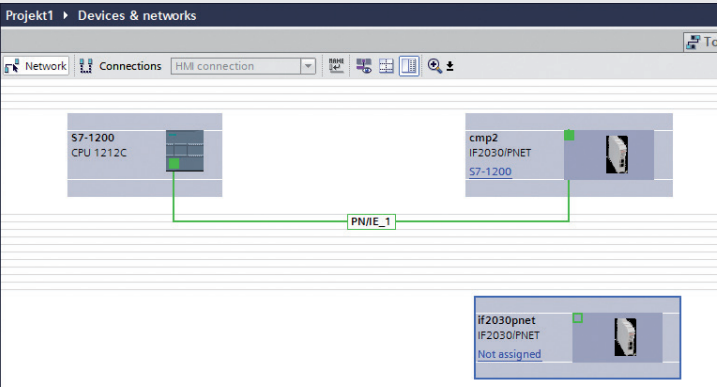 Projekt1 ▸ Devices & networks
To
Network Connections HMI connection
S7-1200
CPU 1212C
cmp2
IF2030/PNET
S7-1200
PN/IE_1
if2030pnet
IF2030/PNET
Not assigned